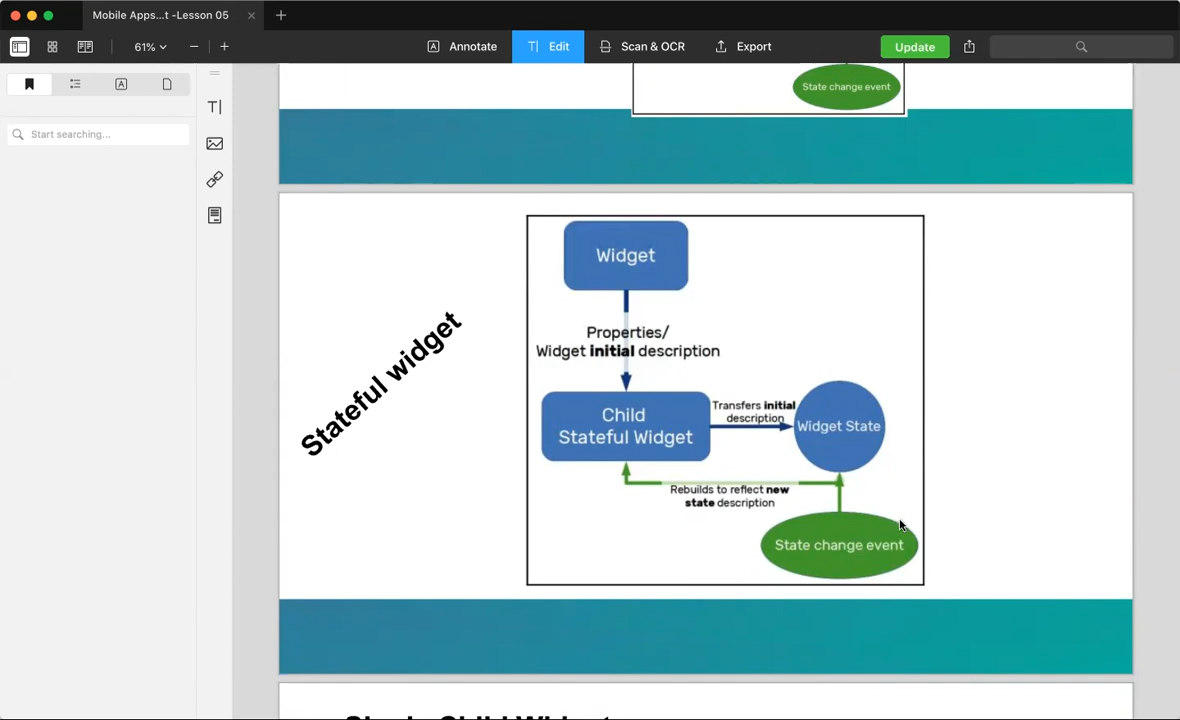 Mobile Apps...t -Lesson 05
61%
Annotate
Edit
Scan & OCR
Export
Update
Start searching...
State change event
Stateful widget
Widget
Properties/
Widget initial description
Child
Stateful Widget
Transfers initial
description
Widget State
Rebuilds to reflect new
state description
State change event